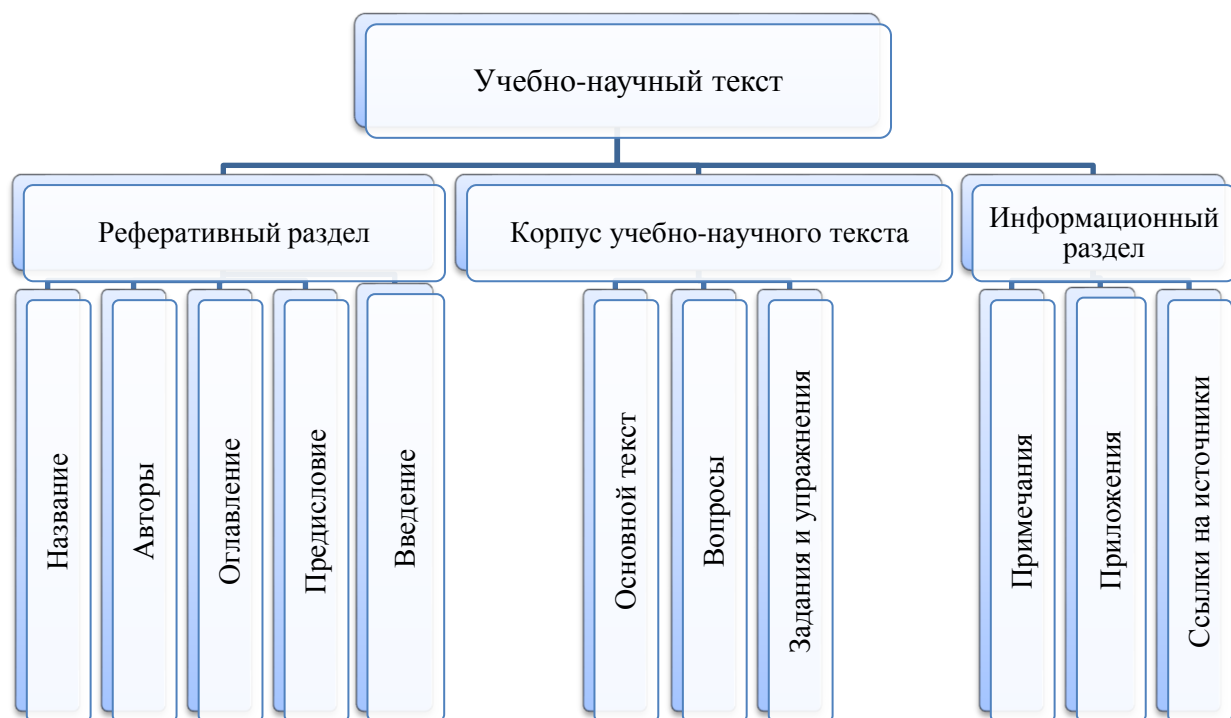 Учебно-научный текст
Реферативный раздел
Корпус учебно-научного текста
Информационный
раздел
Название
Авторы
Оглавление
Предисловие
Введение
Основной текст
Вопросы
Задания и упражнения
Примечания
Приложения
Ссылки на источники